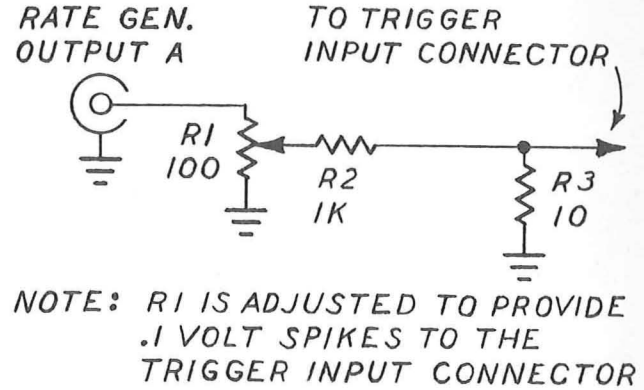 RATE GEN.
OUTPUT A
TO TRIGGER
INPUT CONNECTOR
R1
100
R2
1K
R3
10
NOTE: R1 IS ADJUSTED TO PROVIDE
.1 VOLT SPIKES TO THE
TRIGGER INPUT CONNECTOR